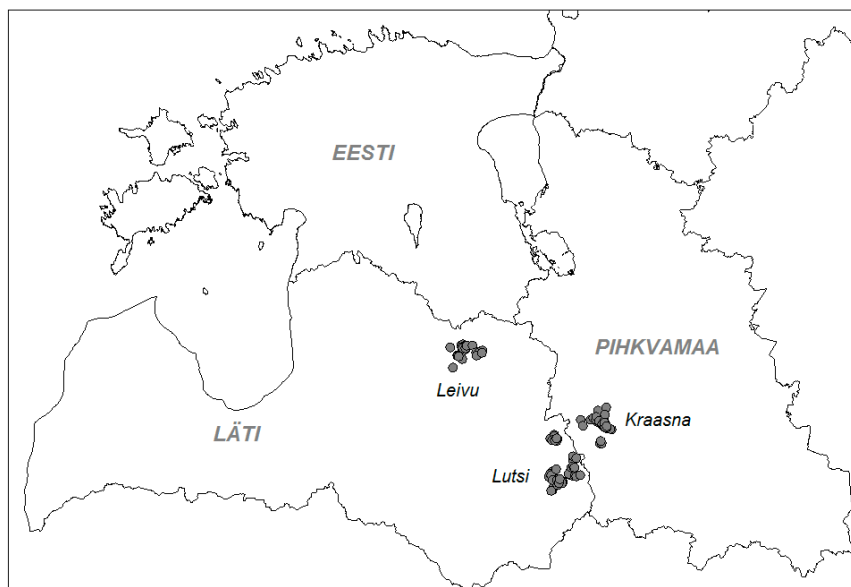 EESTI
PIHKVAMAA
Leivu
Kraasna
LÄTI
Lutsi